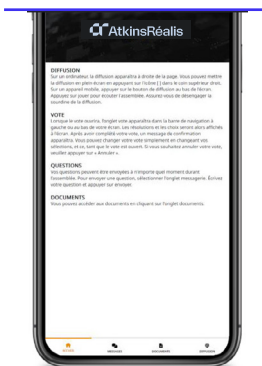 AtkinsRéalis
DIFFUSION
Sur un ordinateur, la diffusion apparaîtra à droite de la page. Vous pouvez mettre
la diffusion en plein écran en appuyant sur l'icône [ ] dans le coin supérieur droit.
Sur un appareil mobile, appuyer sur le bouton de diffusion au bas de l'écran.
Appuyez sur jouer pour écouter l'assemblée. Assurez-vous de désengager la
sourdine de la diffusion.
VOTE
Lorsque le vote ouvrira, l'onglet vote apparaîtra dans la barre de navigation à
gauche ou au bas de votre écran. Les résolutions et les choix seront alors affichés
à l'écran. Après avoir complété votre vote, un message de confirmation
apparaîtra. Vous pouvez changer votre vote simplement en changeant vos
sélections, et ce, tant que le vote est ouvert. Si vous souhaitez annuler votre vote,
veuillez appuyer sur « Annuler ».
QUESTIONS
Vos questions peuvent être envoyées à n'importe quel moment durant
l'assemblée. Pour envoyer une question, sélectionner l'onglet messagerie. Écrivez
votre question et appuyer sur envoyer.
DOCUMENTS
Vous pouvez accéder aux documents en cliquant sur l'onglet documents.
DOCUMENTS
DIFFUSION